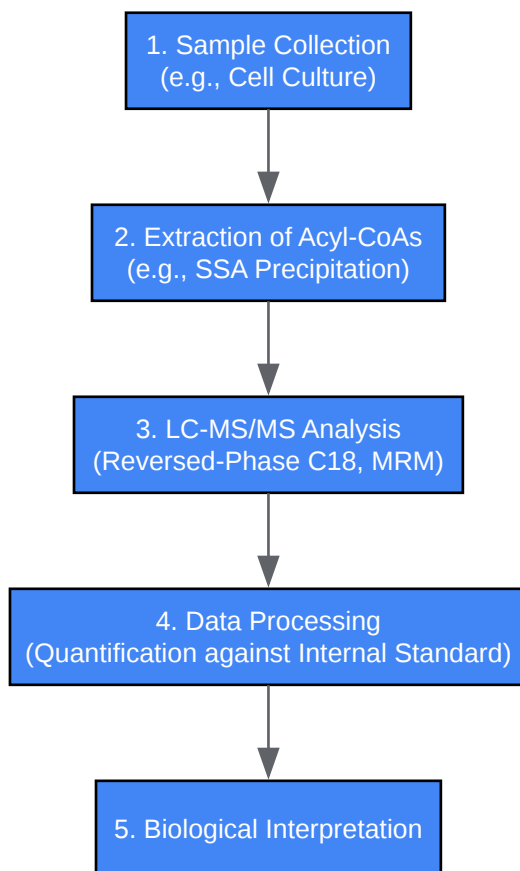 1. Sample Collection
(e.g., Cell Culture)
2. Extraction of Acyl-CoAs
(e.g., SSA Precipitation)
3. LC-MS/MS Analysis
(Reversed-Phase C18, MRM)
4. Data Processing
(Quantification against Internal Standard)
5. Biological Interpretation